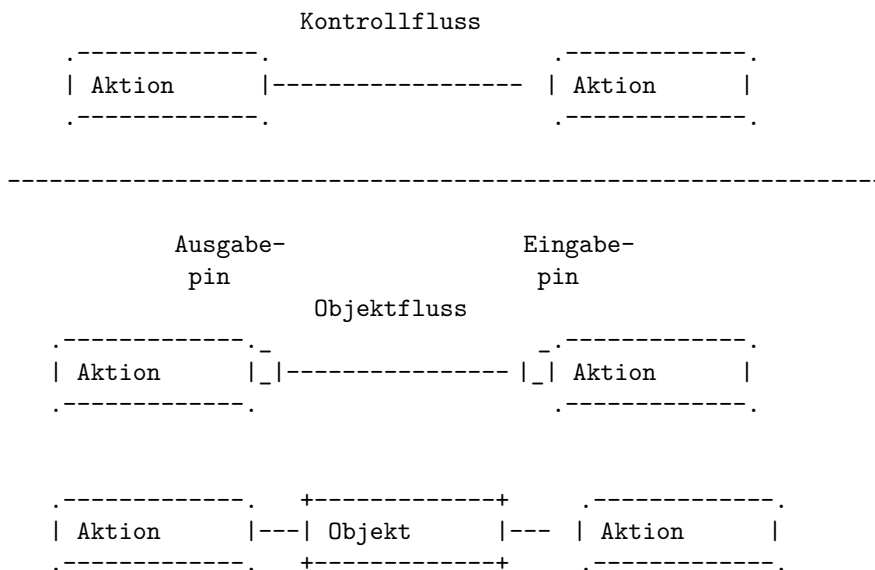 Kontrollfluss
Aktion Aktion
Ausgabe- Eingabe-
pin pin
Objektfluss
Aktion Aktion
Aktion Objekt Aktion